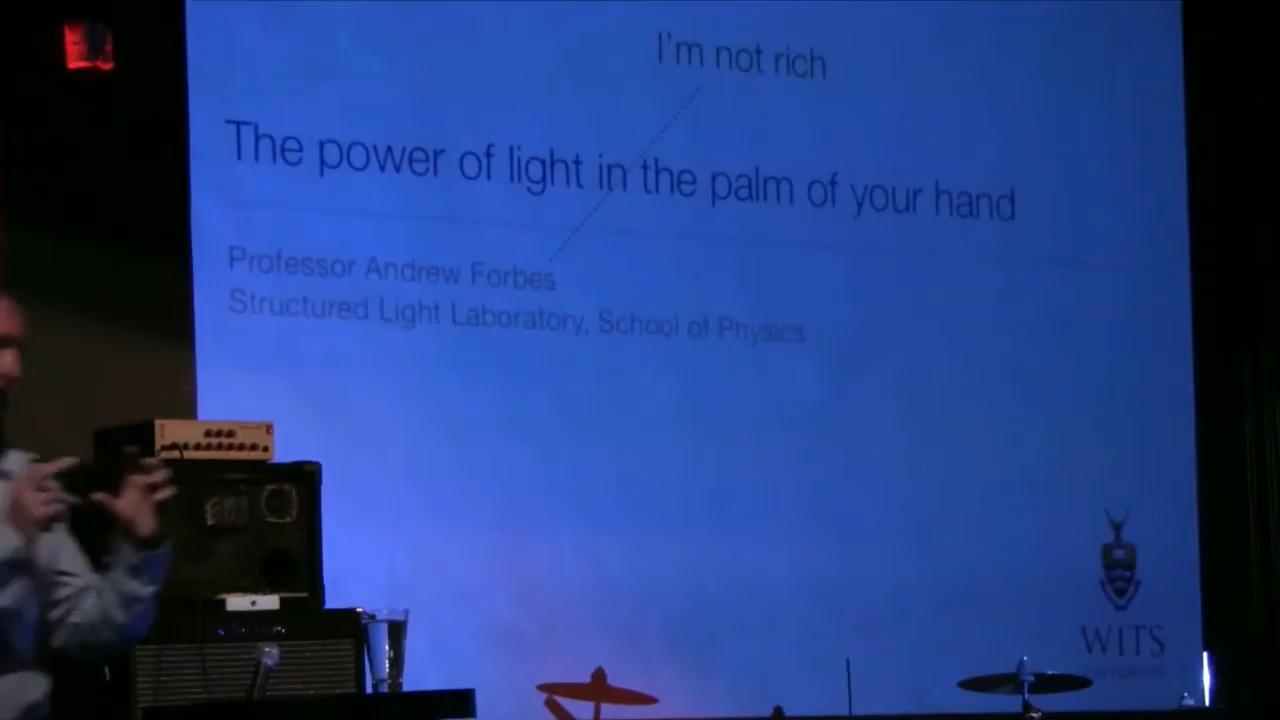 I'm not rich
The power of light in the palm of your hand
Professor Andrew Forbes
Structured Light Laboratory, School of Physics
WITS